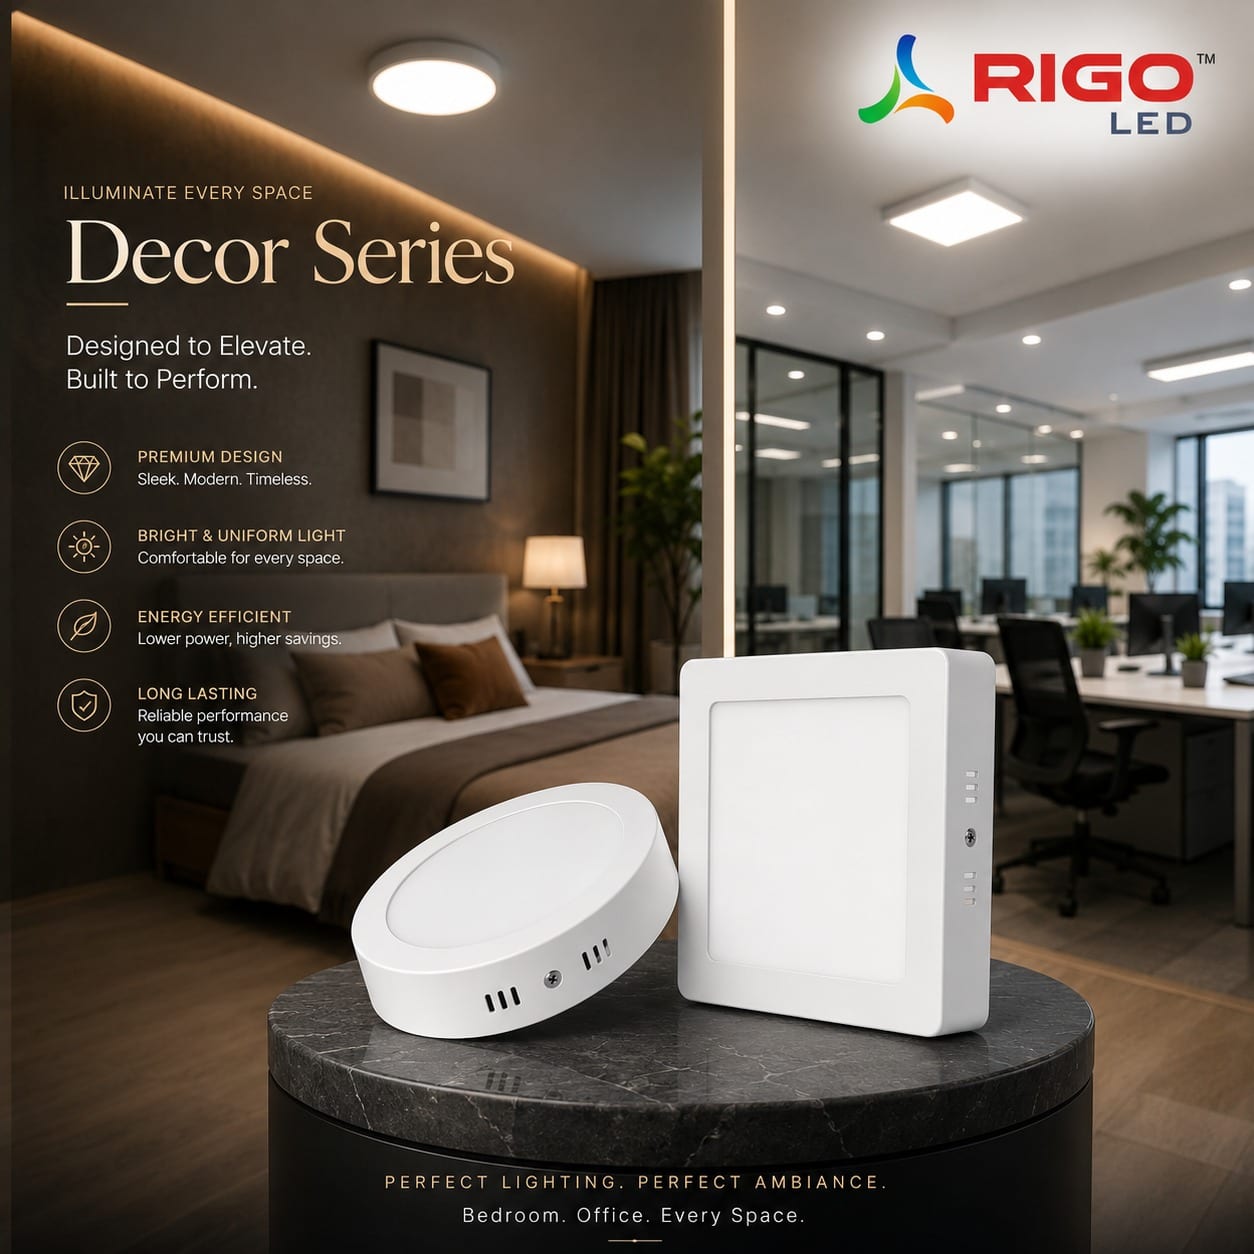 RIGO™
LED
ILLUMINATE EVERY SPACE
Decor Series
Designed to Elevate.
Built to Perform.
PREMIUM DESIGN
Sleek. Modern. Timeless.
BRIGHT & UNIFORM LIGHT
Comfortable for every space.
ENERGY EFFICIENT
Lower power, higher savings.
LONG LASTING
Reliable performance
you can trust.
PERFECT LIGHTING. PERFECT AMBIANCE.
Bedroom. Office. Every Space.